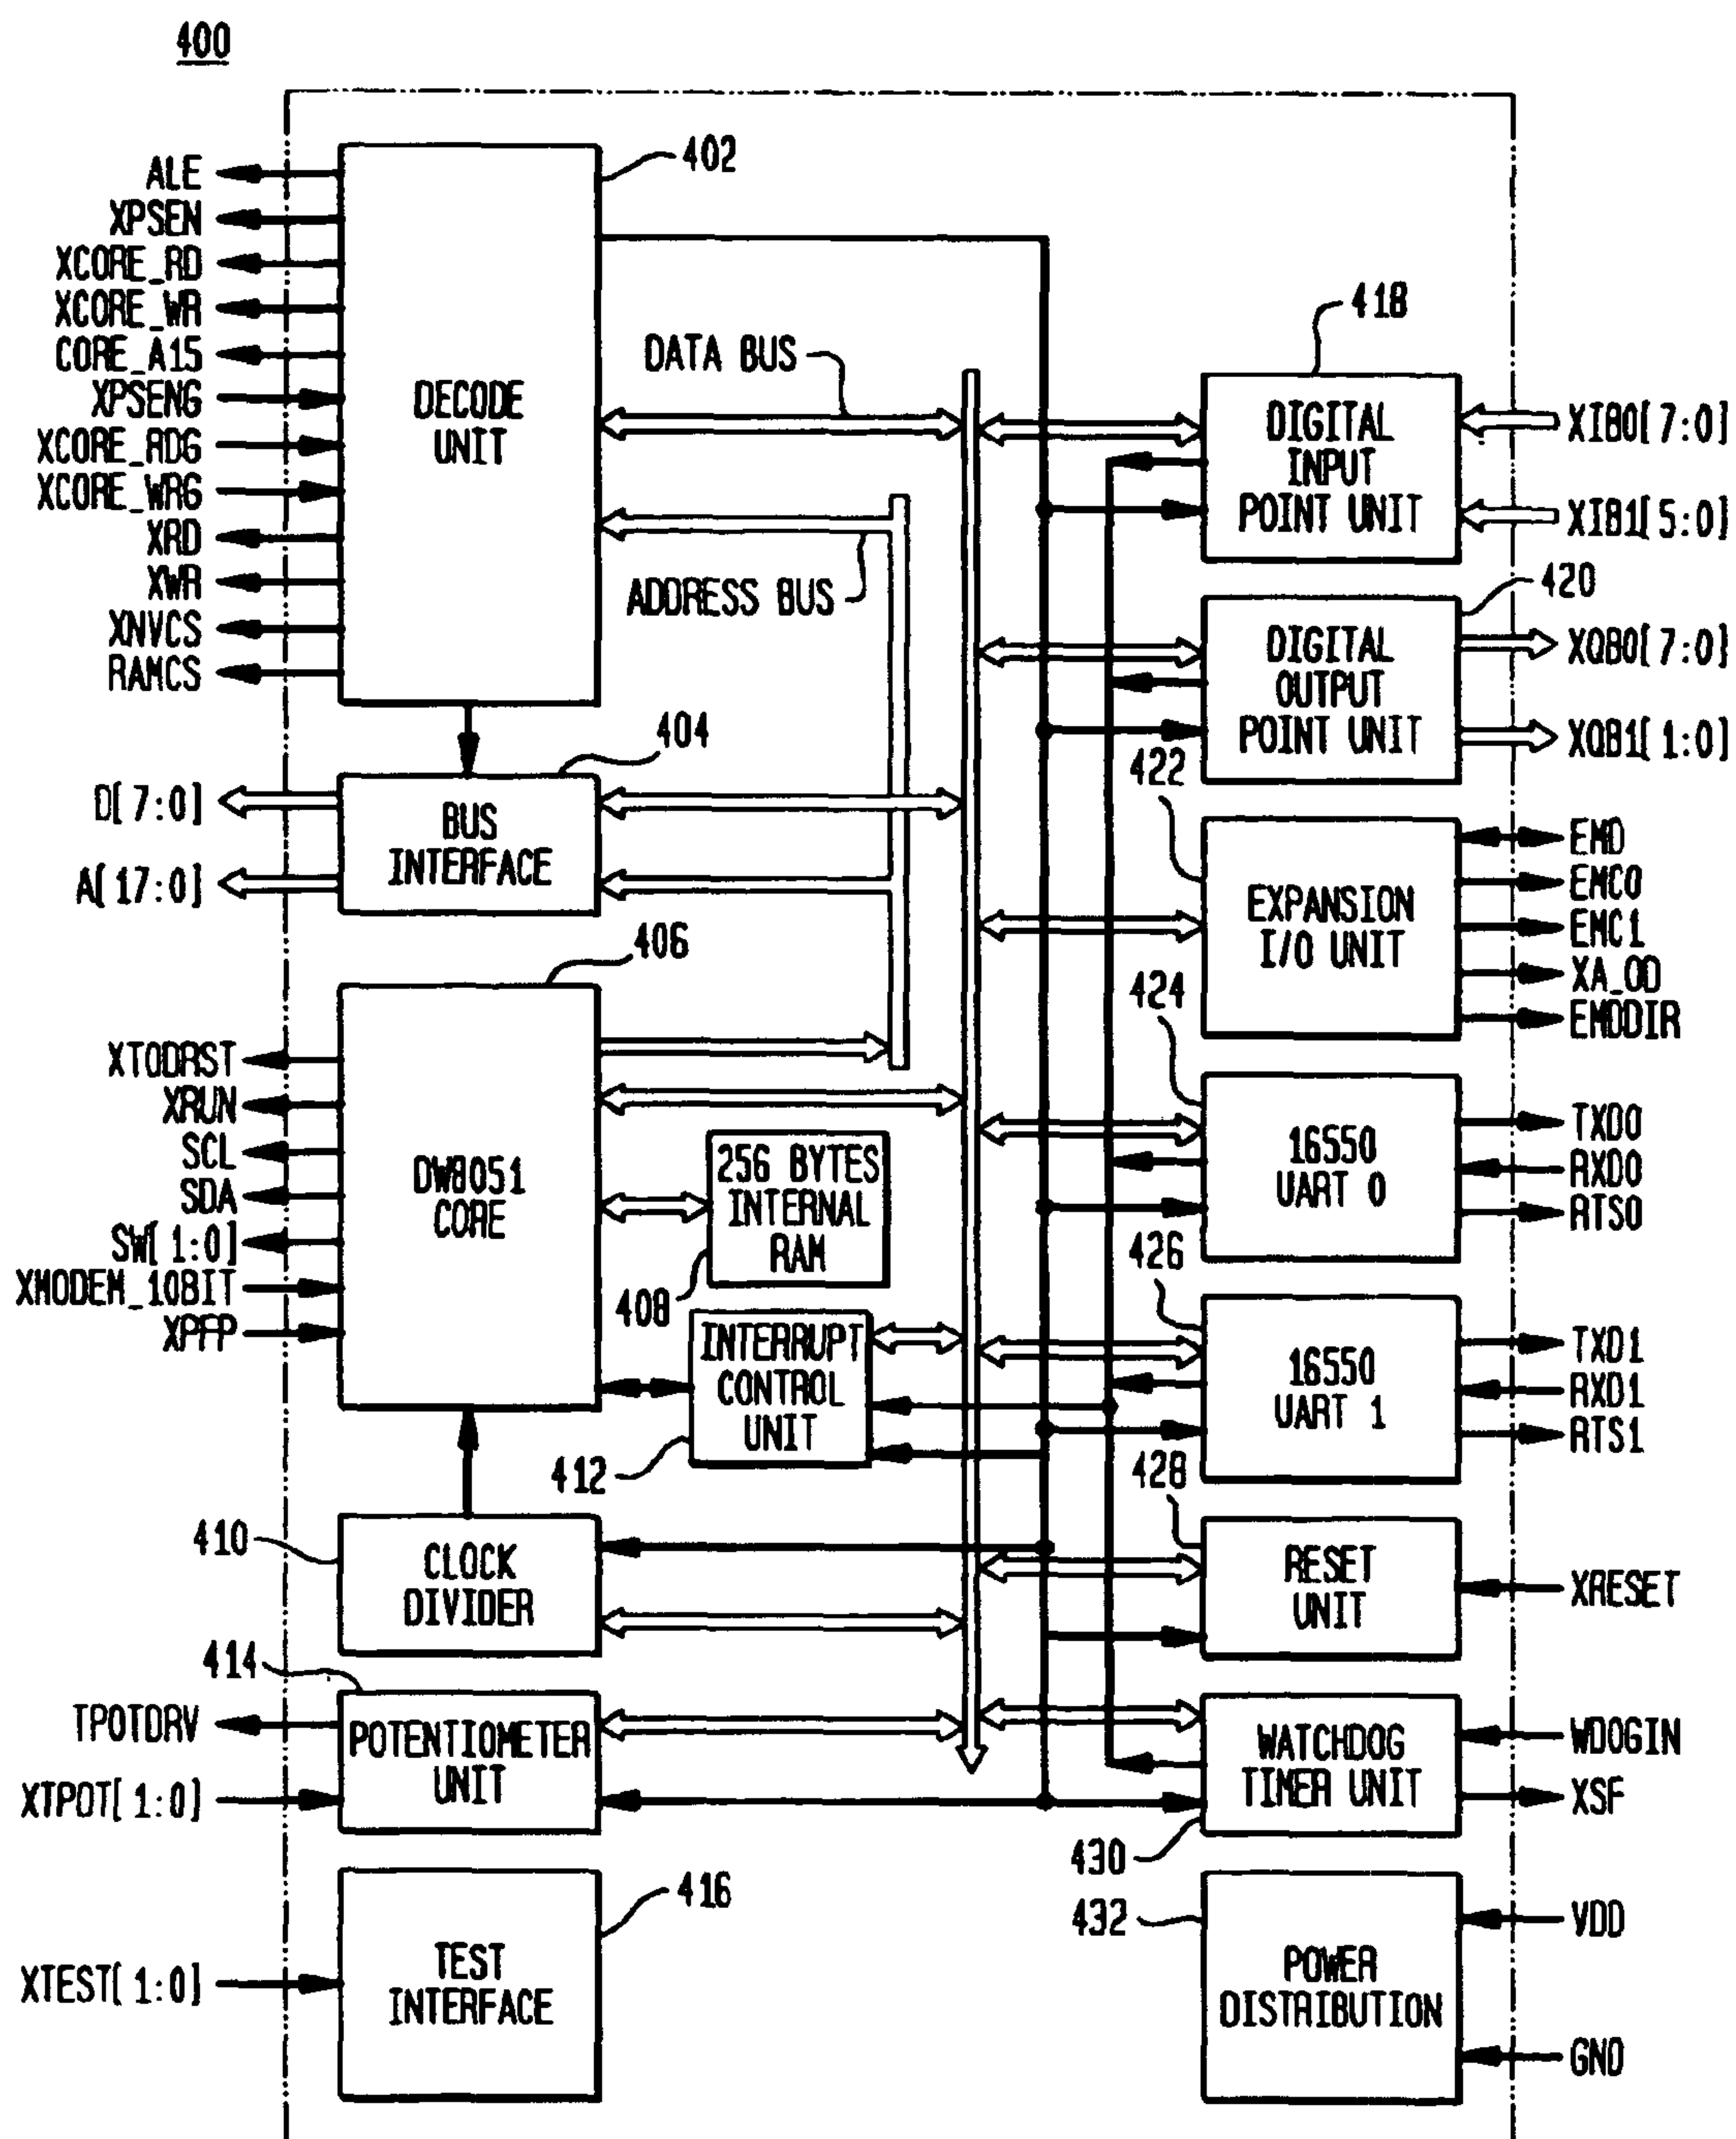 400
402
ALE
XPSEN
XCORE_RD
XCORE_WR
CORE_A15
XPSENG
XCORE_RDG
XCORE_WRG
XRD
XWR
XNVCS
RAMCS
DECODE
UNIT
DATA BUS
ADDRESS BUS
404
D[7:0]
A[17:0]
BUS
INTERFACE
406
XTODRST
XRUN
SCL
SDA
SW[1:0]
XMODEM_10BIT
XPFP
DW8051
CORE
256 BYTES
INTERNAL
RAM
408
INTERRUPT
CONTROL
UNIT
412
410
CLOCK
DIVIDER
414
TPOTDRV
XTPOT[1:0]
POTENTIOMETER
UNIT
416
XTEST[1:0]
TEST
INTERFACE
418
DIGITAL
INPUT
POINT UNIT
XIB0[7:0]
XIB1[5:0]
420
DIGITAL
OUTPUT
POINT UNIT
XQB0[7:0]
XQB1[1:0]
422
EXPANSION
I/O UNIT
EMD
EMC0
EMC1
XA_OD
EMDDIR
424
16550
UART 0
TXD0
RXD0
RTS0
426
16550
UART 1
TXD1
RXD1
RTS1
428
RESET
UNIT
XRESET
WATCHDOG
TIMER UNIT
WDOGIN
XSF
430
432
POWER
DISTRIBUTION
VDD
GND